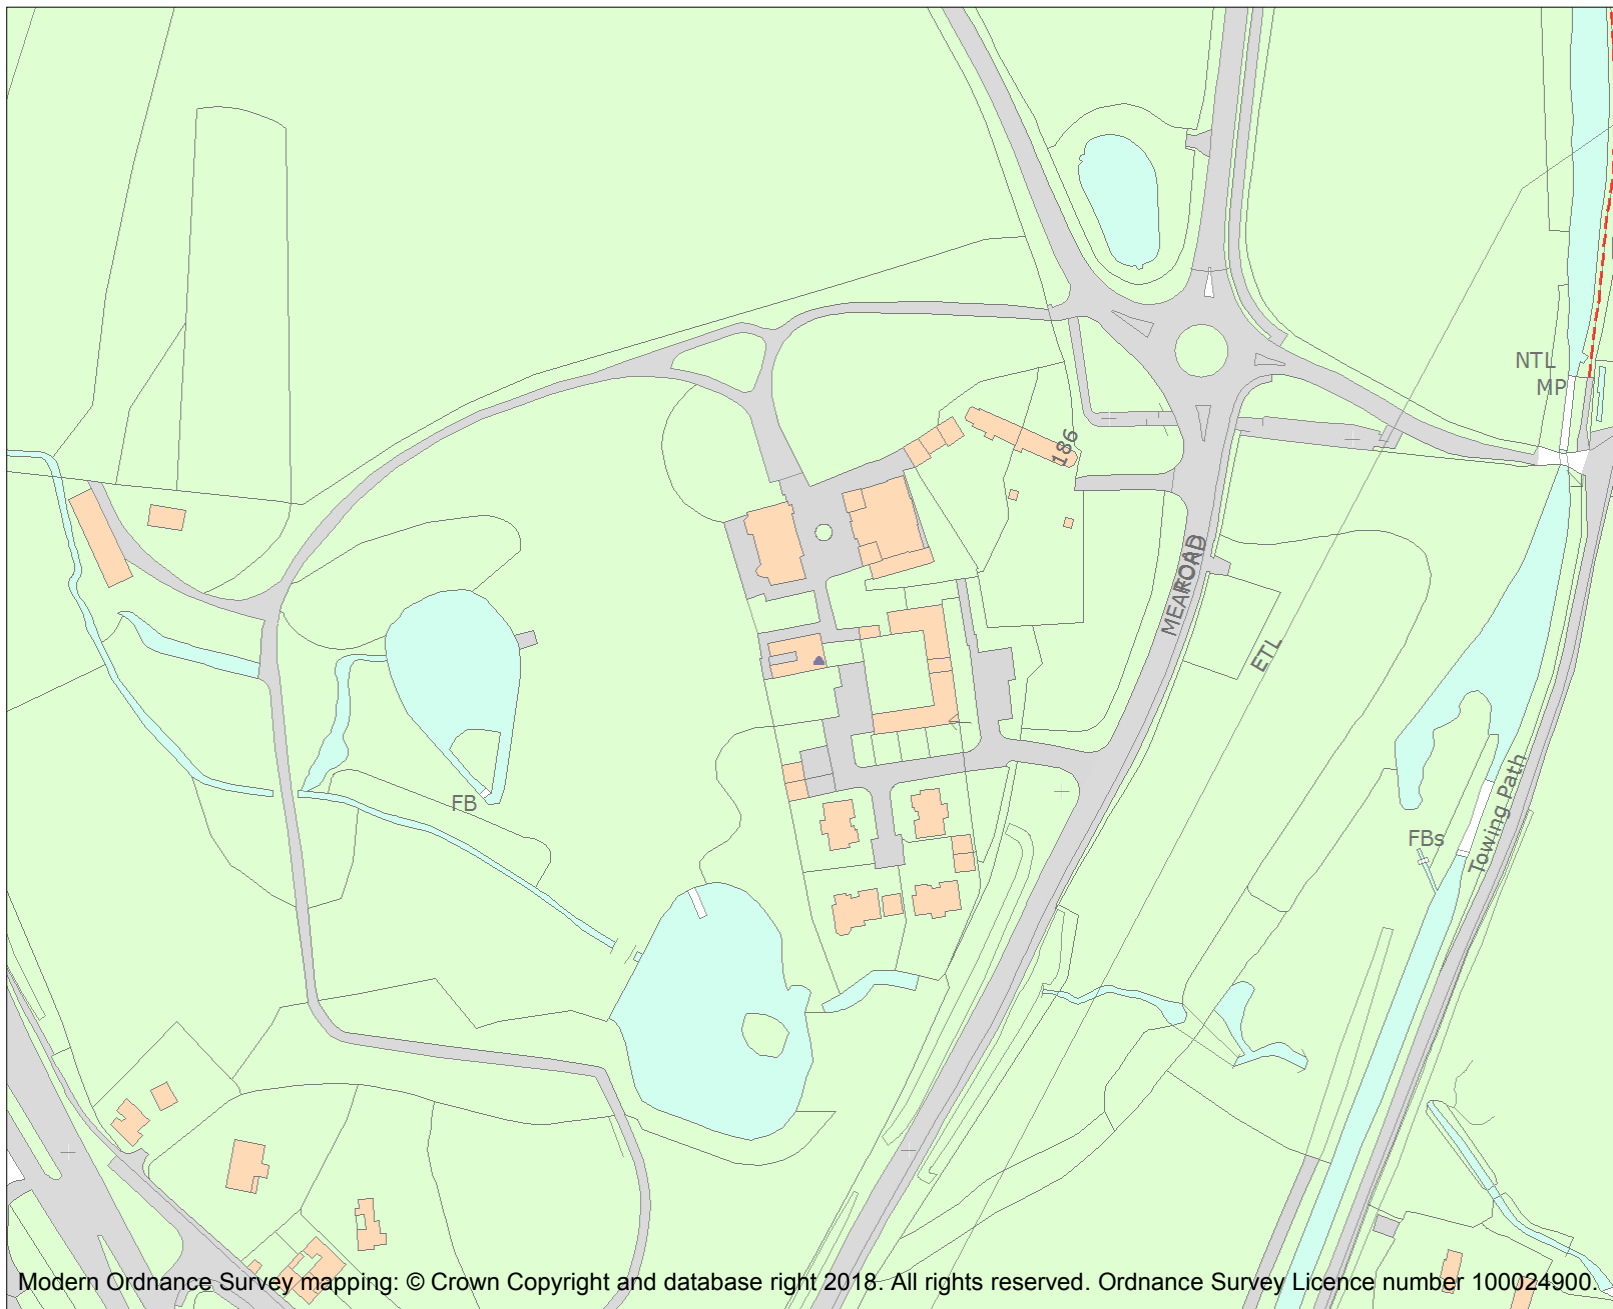 NTL
MP
186
MEAFORD
ROAD
ETL
Towing Path
FB
FBs
Modern Ordnance Survey mapping: © Crown Copyright and database right 2018. All rights reserved. Ordnance Survey Licence number 100024900.